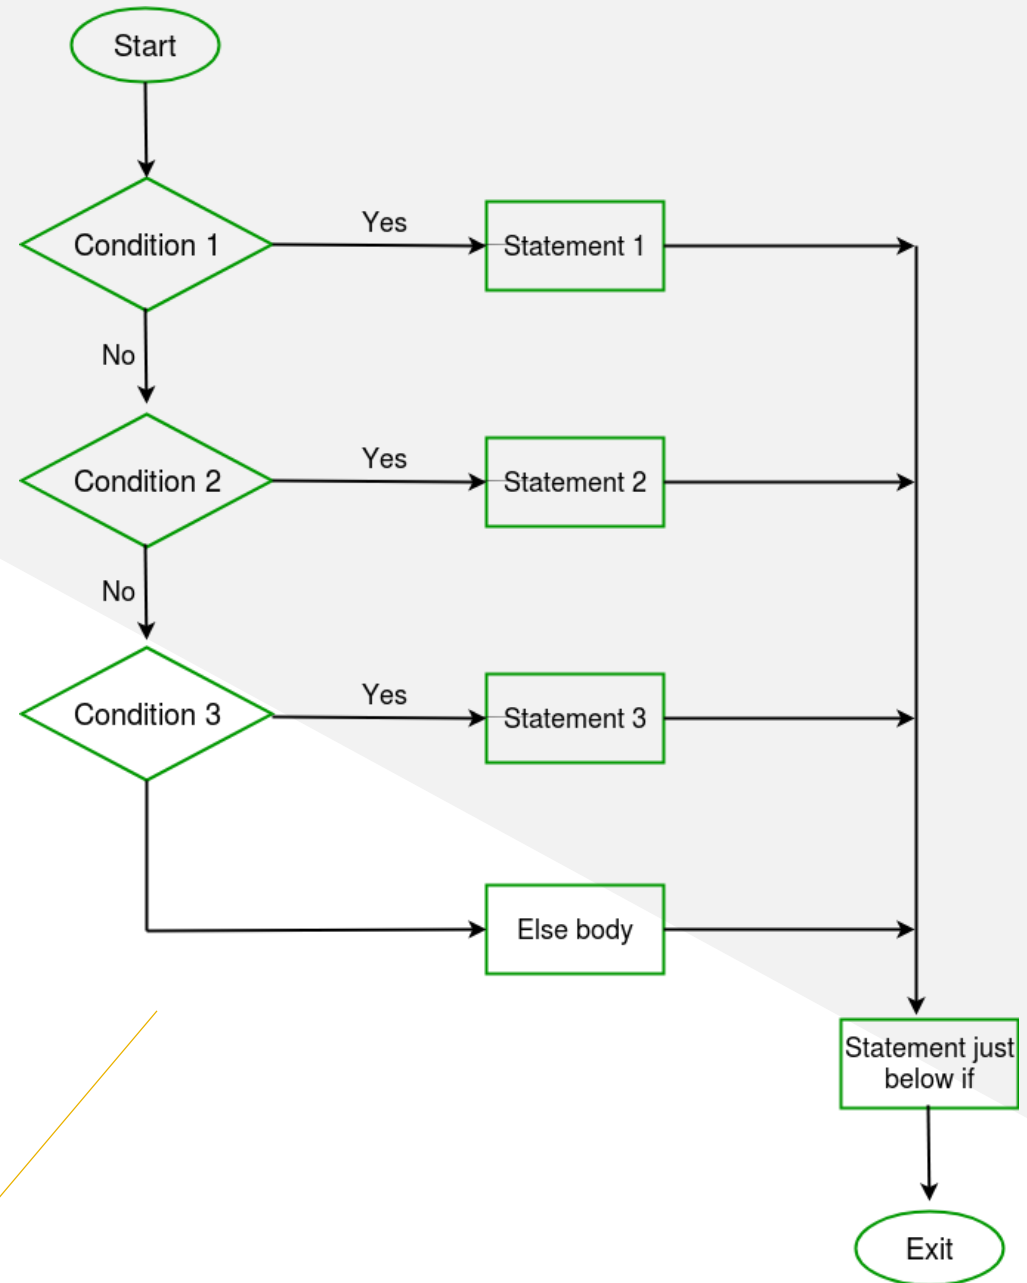 Start
Condition 1
Yes
Statement 1
No
Condition 2
Yes
Statement 2
No
Condition 3
Yes
Statement 3
Else body
Statement just
below if
Exit